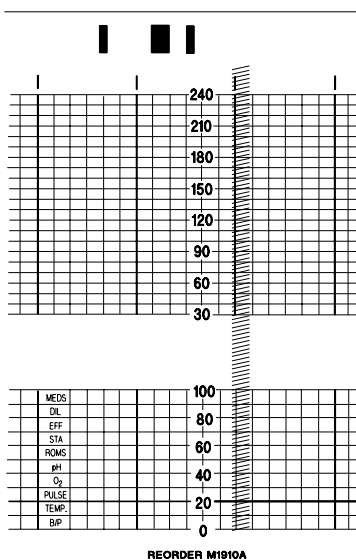 240
210
180
150
120
90
60
30
100
MEDS
DIL
80
EFF
STA
60
ROMS
pH
40
O₂
PULSE
20
TEMP.
B/P
0
REORDER M1910A